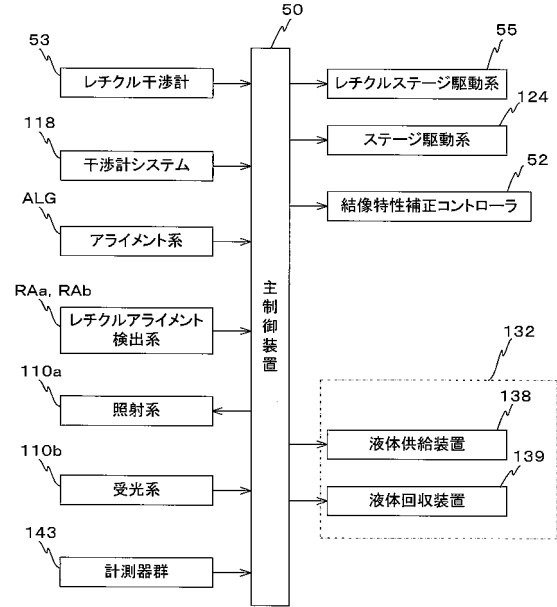 50
53
レチクル干渉計
118
干渉計システム
ALG
アライメント系
RAa, RAb
レチクルアライメント
検出系
110a
照射系
110b
受光系
143
計測器群
主制御装置
55
レチクルステージ駆動系
124
ステージ駆動系
52
結像特性補正コントローラ
132
138
液体供給装置
139
液体回収装置